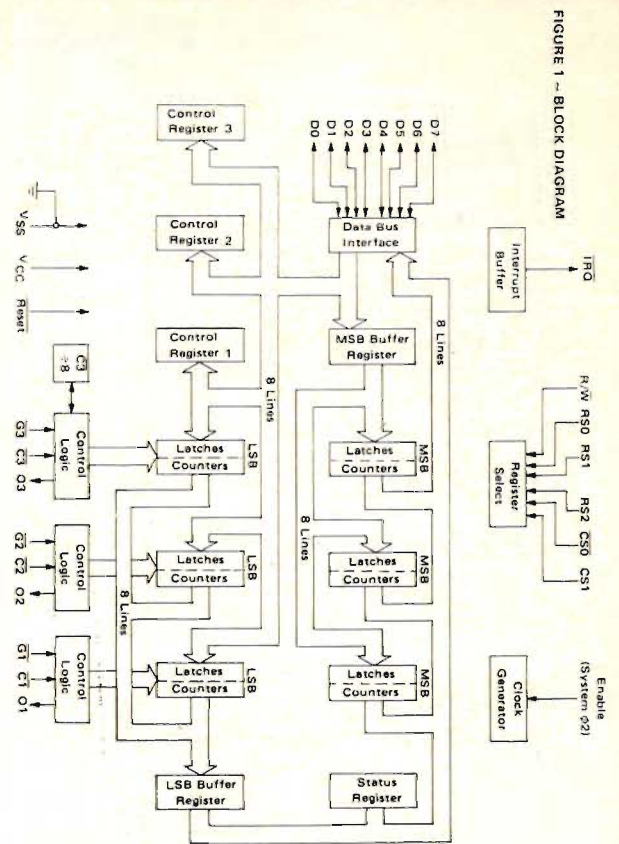 FIGURE 1 – BLOCK DIAGRAM
D7
D6
D5
D4
D3
D2
D1
D0
Data Bus
Interface
Interrupt
Buffer
IRQ
R/W
RS0
RS1
RS2
CS0
CS1
Register
Select
Enable
(System φ2)
Clock
Generator
Control
Register 3
Control
Register 2
Control
Register 1
MSB Buffer
Register
8 Lines
8 Lines
8 Lines
8 Lines
MSB
Latches
Counters
MSB
Latches
Counters
MSB
Latches
Counters
LSB
Latches
Counters
LSB
Latches
Counters
LSB
Latches
Counters
Status
Register
LSB Buffer
Register
VSS
VCC
Reset
C3
÷8
Control
Logic
G3
C3
O3
Control
Logic
G2
C2
O2
Control
Logic
G1
C1
O1